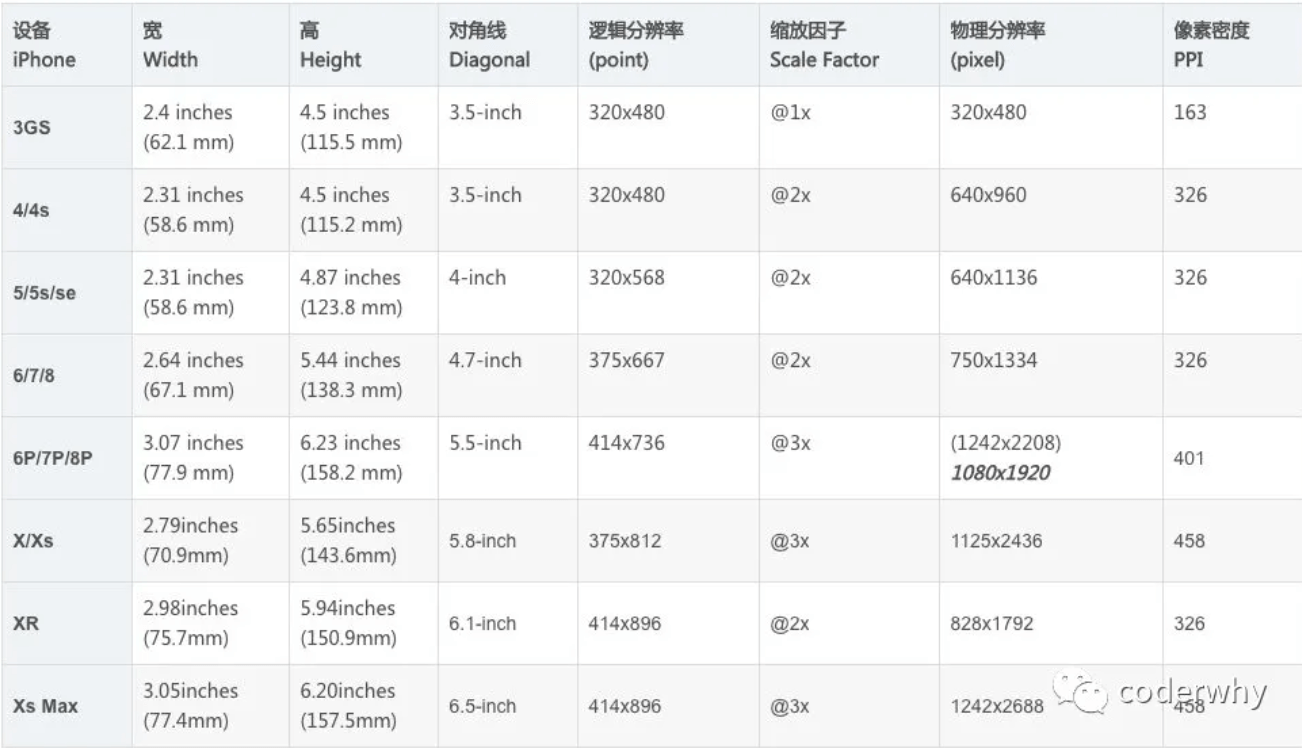 设备 宽 高 对角线 逻辑分辨率 缩放因子 物理分辨率 像素密度
iPhone Width Height Diagonal (point) Scale Factor (pixel) PPI
3GS 2.4 inches 4.5 inches 3.5-inch 320x480 @1x 320x480 163
(62.1 mm) (115.5 mm)
4/4s 2.31 inches 4.5 inches 3.5-inch 320x480 @2x 640x960 326
(58.6 mm) (115.2 mm)
5/5s/se 2.31 inches 4.87 inches 4-inch 320x568 @2x 640x1136 326
(58.6 mm) (123.8 mm)
6/7/8 2.64 inches 5.44 inches 4.7-inch 375x667 @2x 750x1334 326
(67.1 mm) (138.3 mm)
6P/7P/8P 3.07 inches 6.23 inches 5.5-inch 414x736 @3x (1242x2208) 401
(77.9 mm) (158.2 mm) 1080x1920
X/Xs 2.79inches 5.65inches 5.8-inch 375x812 @3x 1125x2436 458
(70.9mm) (143.6mm)
XR 2.98inches 5.94inches 6.1-inch 414x896 @2x 828x1792 326
(75.7mm) (150.9mm)
Xs Max 3.05inches 6.20inches 6.5-inch 414x896 @3x 1242x2688 458
(77.4mm) (157.5mm)
coderwhy